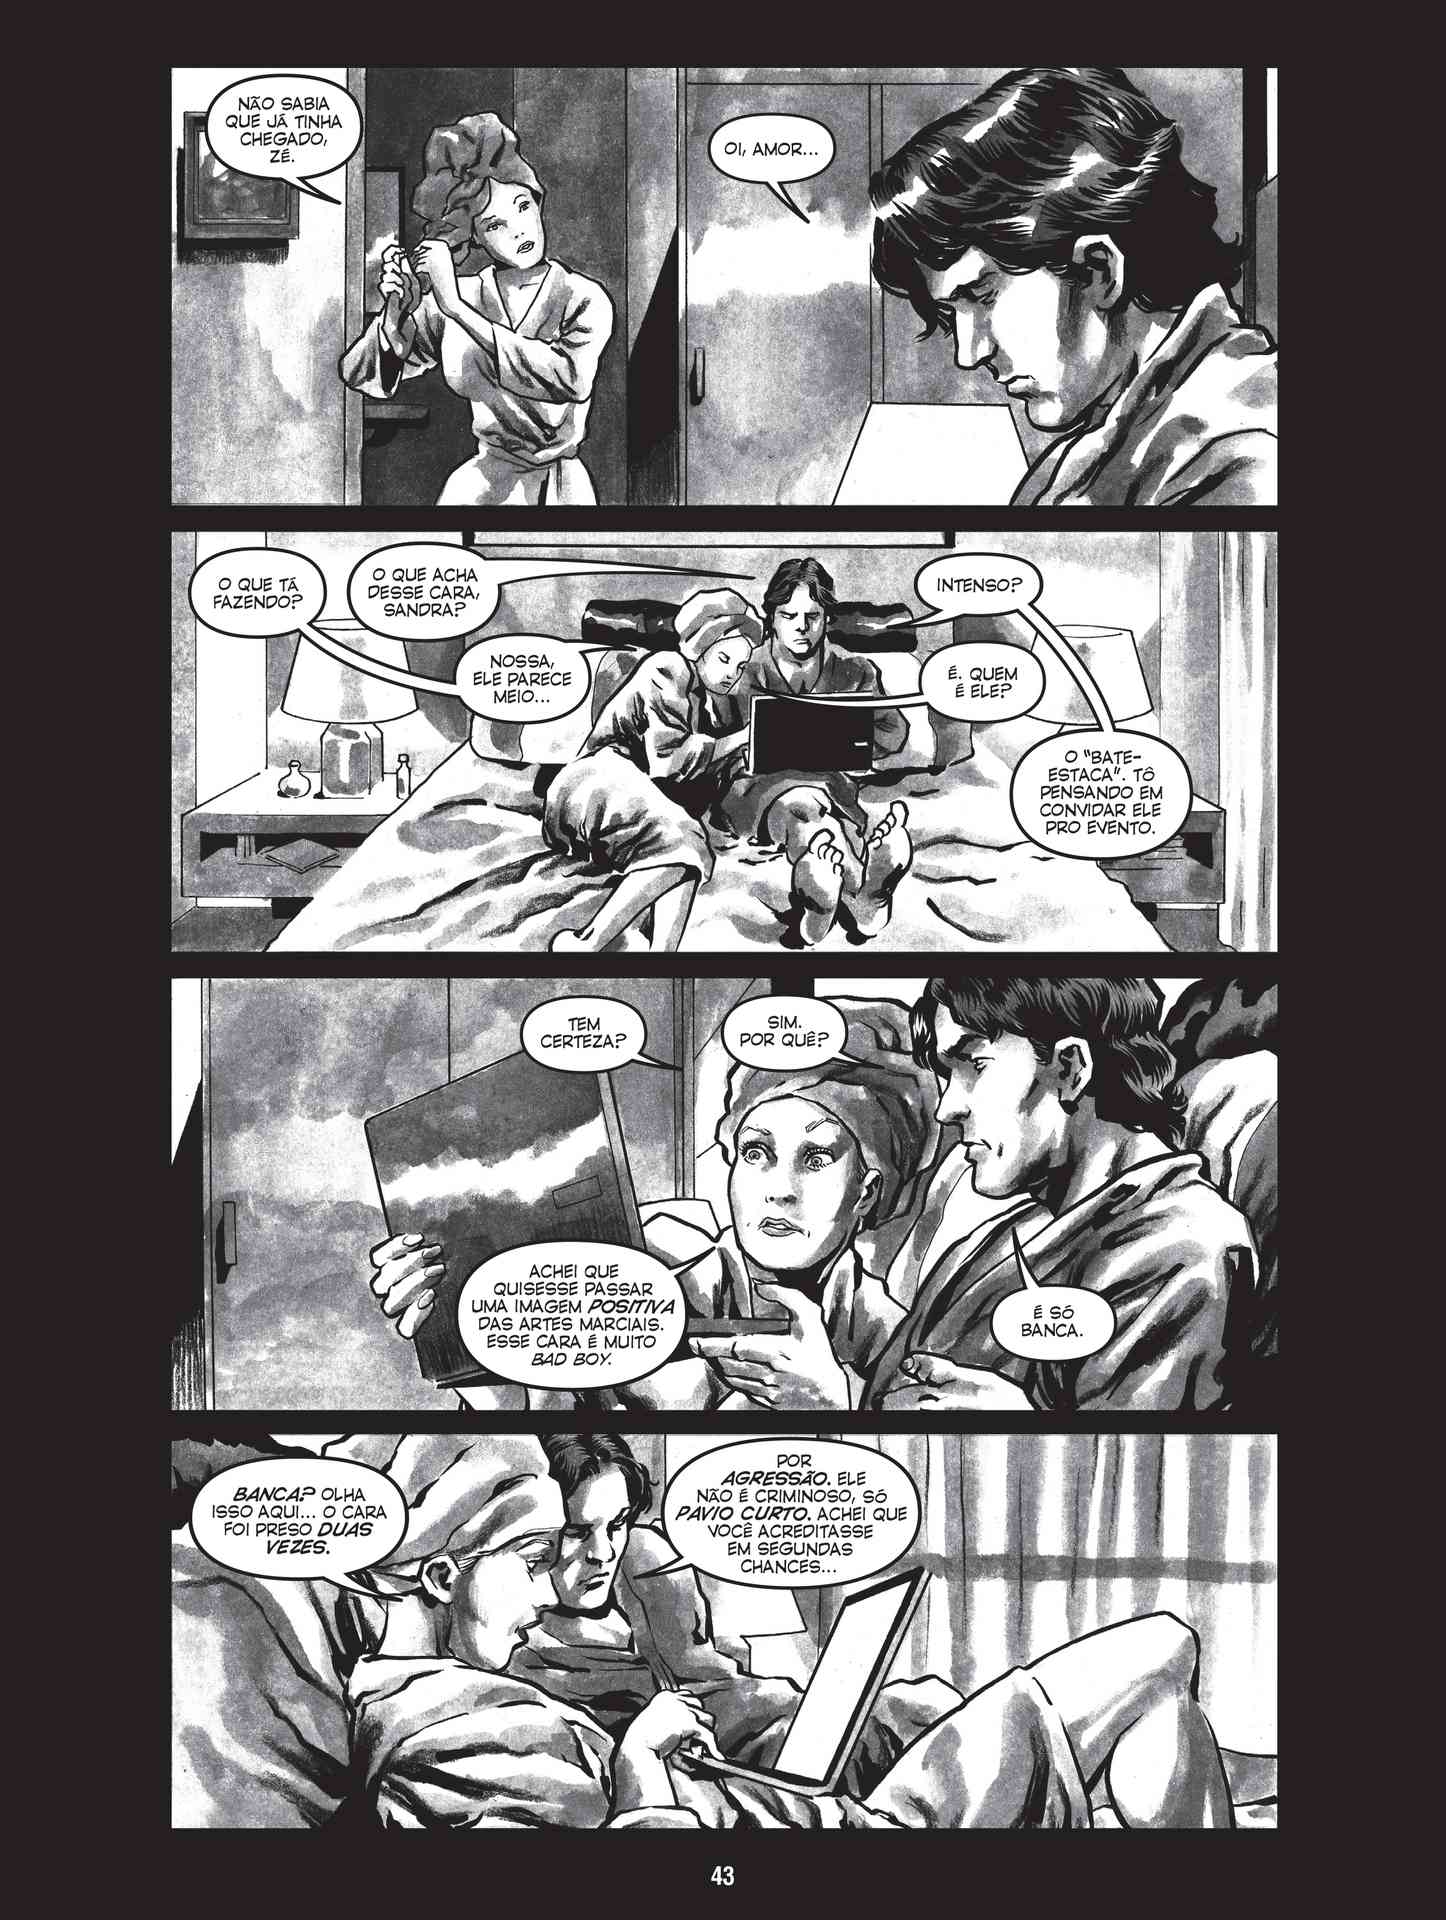 NÃO SABIA
QUE JÁ TINHA
CHEGADO,
ZÉ.
OI, AMOR...
O QUE TÁ
FAZENDO?
O QUE ACHA
DESSE CARA,
SANDRA?
NOSSA,
ELE PARECE
MEIO...
INTENSO?
É. QUEM
É ELE?
O "BATE-
ESTACA". TÔ
PENSANDO EM
CONVIDAR ELE
PRO EVENTO.
TEM
CERTEZA?
SIM.
POR QUÊ?
ACHEI QUE
QUISESSE PASSAR
UMA IMAGEM POSITIVA
DAS ARTES MARCIAIS.
ESSE CARA É MUITO
BAD BOY.
É SÓ
BANCA.
BANCA? OLHA
ISSO AQUI... O CARA
FOI PRESO DUAS
VEZES.
POR
AGRESSÃO. ELE
NÃO É CRIMINOSO, SÓ
PAVIO CURTO. ACHEI QUE
VOCÊ ACREDITASSE
EM SEGUNDAS
CHANCES...
43